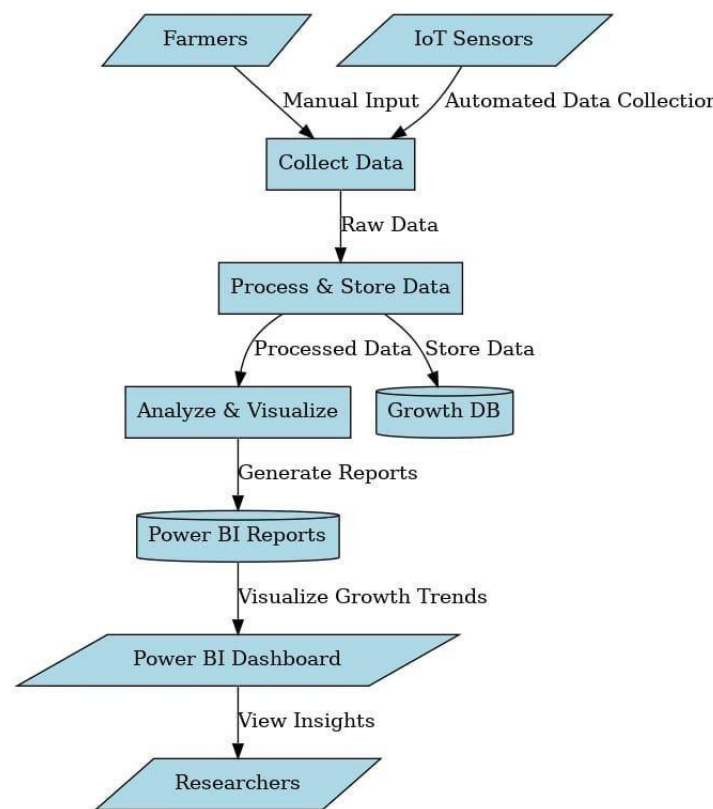 Farmers
IoT Sensors
Manual Input
Automated Data Collection
Collect Data
Raw Data
Process & Store Data
Processed Data
Store Data
Analyze & Visualize
Growth DB
Generate Reports
Power BI Reports
Visualize Growth Trends
Power BI Dashboard
View Insights
Researchers